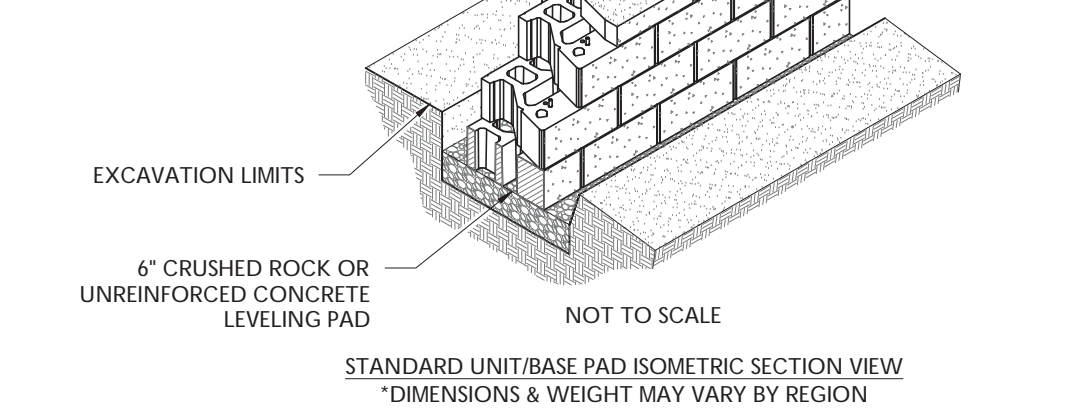 EXCAVATION LIMITS
6" CRUSHED ROCK OR
UNREINFORCED CONCRETE
LEVELING PAD
NOT TO SCALE
STANDARD UNIT/BASE PAD ISOMETRIC SECTION VIEW
*DIMENSIONS & WEIGHT MAY VARY BY REGION